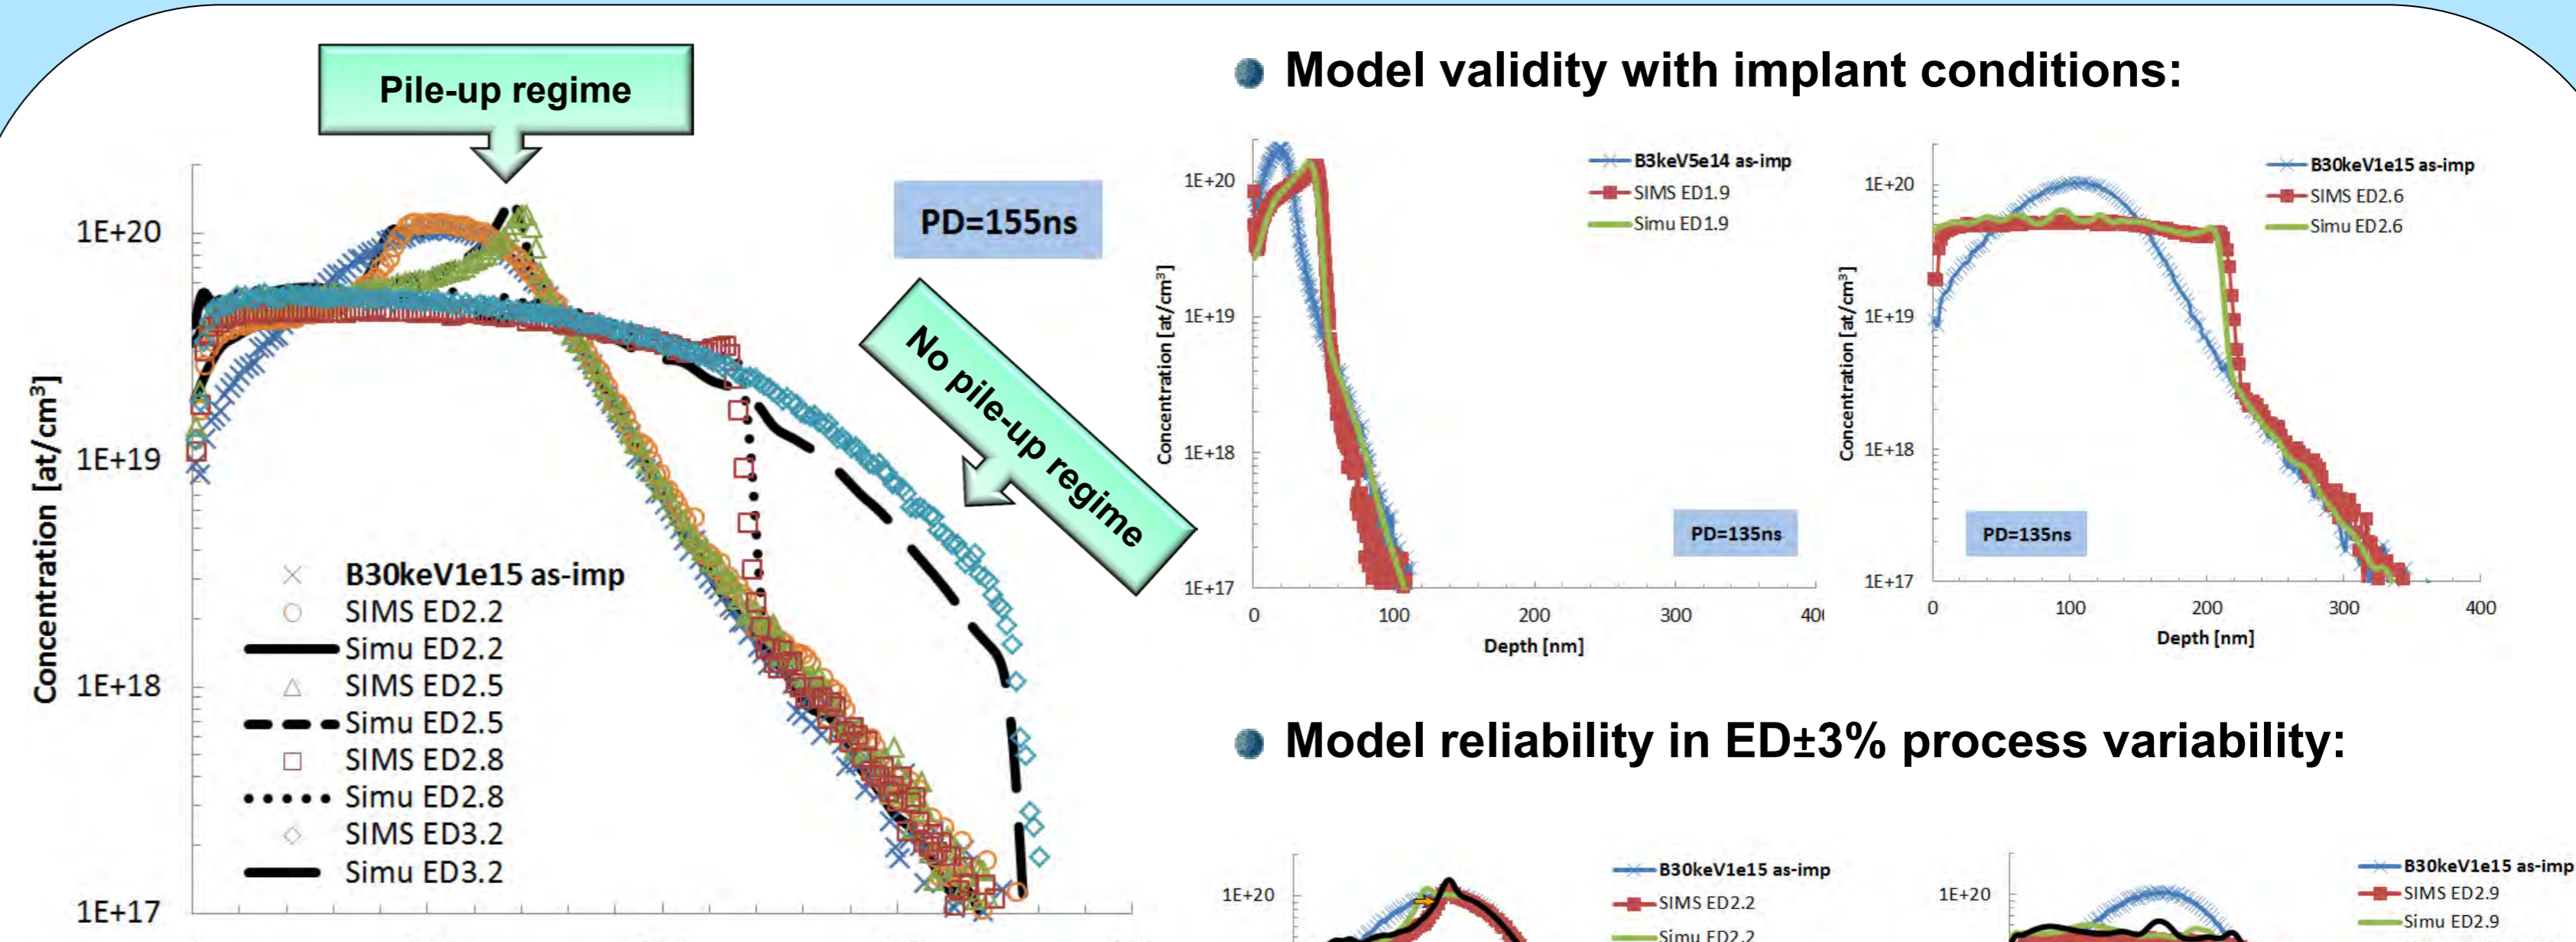 Pile-up regime
PD=155ns
No pile-up regime
1E+20
1E+19
1E+18
1E+17
Concentration [at/cm³]
B30keV1e15 as-imp
SIMS ED2.2
Simu ED2.2
SIMS ED2.5
Simu ED2.5
SIMS ED2.8
Simu ED2.8
SIMS ED3.2
Simu ED3.2
Model validity with implant conditions:
1E+20
1E+19
1E+18
1E+17
Concentration [at/cm³]
B3keV5e14 as-imp
SIMS ED1.9
Simu ED1.9
PD=135ns
0 100 200 300
Depth [nm]
1E+20
1E+19
1E+18
1E+17
Concentration [at/cm³]
B30keV1e15 as-imp
SIMS ED2.6
Simu ED2.6
PD=135ns
0 100 200 300 400
Depth [nm]
Model reliability in ED±3% process variability:
1E+20
B30keV1e15 as-imp
SIMS ED2.2
Simu ED2.2
1E+20
B30keV1e15 as-imp
SIMS ED2.9
Simu ED2.9